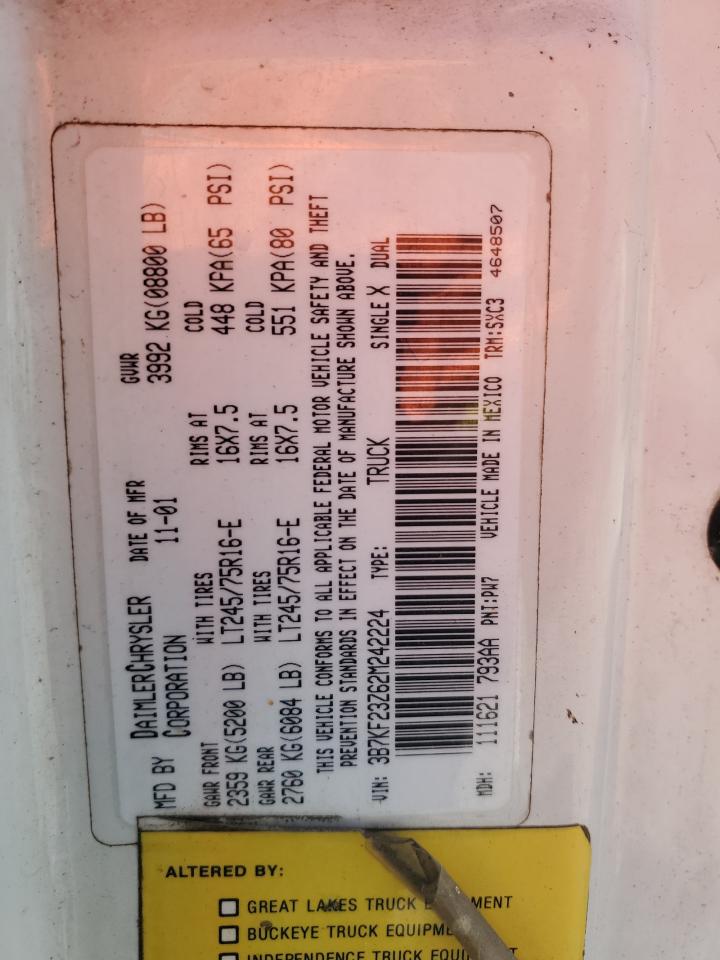 MFD BY DAIMLERCHRYSLER DATE OF MFR GVWR
CORPORATION 11-01 3992 KG(08800 LB)
GAWR FRONT WITH TIRES RIMS AT COLD
2359 KG(5200 LB) LT245/75R16-E 16X7.5 448 KPA(65 PSI)
GAWR REAR WITH TIRES RIMS AT COLD
2760 KG(6084 LB) LT245/75R16-E 16X7.5 551 KPA(80 PSI)
THIS VEHICLE CONFORMS TO ALL APPLICABLE FEDERAL MOTOR VEHICLE SAFETY AND THEFT
PREVENTION STANDARDS IN EFFECT ON THE DATE OF MANUFACTURE SHOWN ABOVE.
VIN: 3B7KF23Z62M242224 TYPE: TRUCK SINGLE X DUAL
MDH: 111621 793AA PNT:PW7 VEHICLE MADE IN MEXICO TRM:SXC3 4648507
ALTERED BY:
GREAT LAKES TRUCK
BUCKEYE TRUCK
INDEPENDENCE TRUCK